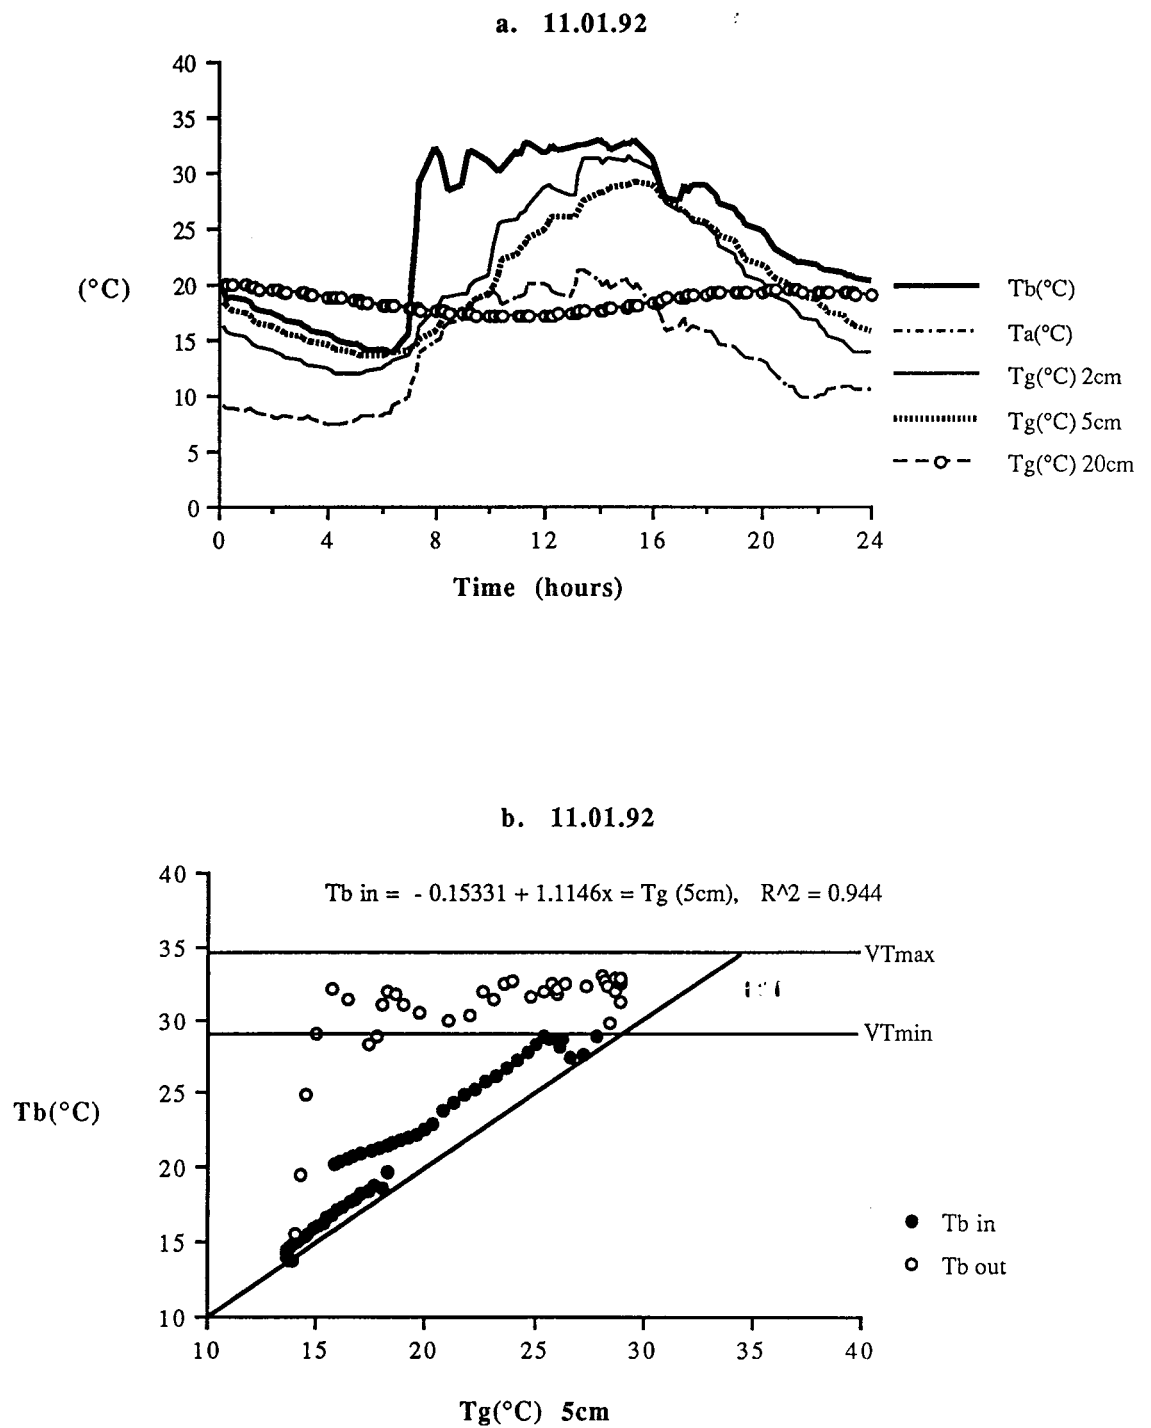 a. 11.01.92
40
35
30
25
20
15
10
5
0
(°C)
0 4 8 12 16 20 24
Time (hours)
Tb(°C)
Ta(°C)
Tg(°C) 2cm
Tg(°C) 5cm
Tg(°C) 20cm
b. 11.01.92
Tb in = - 0.15331 + 1.1146x = Tg (5cm), R^2 = 0.944
40
35
30
25
20
15
10
Tb(°C)
VTmax
VTmin
Tb in
Tb out
10 15 20 25 30 35 40
Tg(°C) 5cm